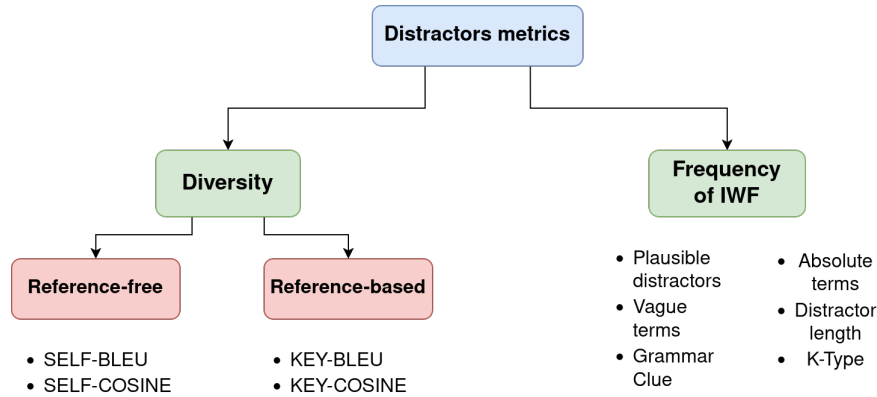 Distractors metrics
Diversity
Frequency
of IWF
Reference-free
Reference-based
SELF-BLEU
SELF-COSINE
KEY-BLEU
KEY-COSINE
Plausible
distractors
Vague
terms
Grammar
Clue
Absolute
terms
Distractor
length
K-Type